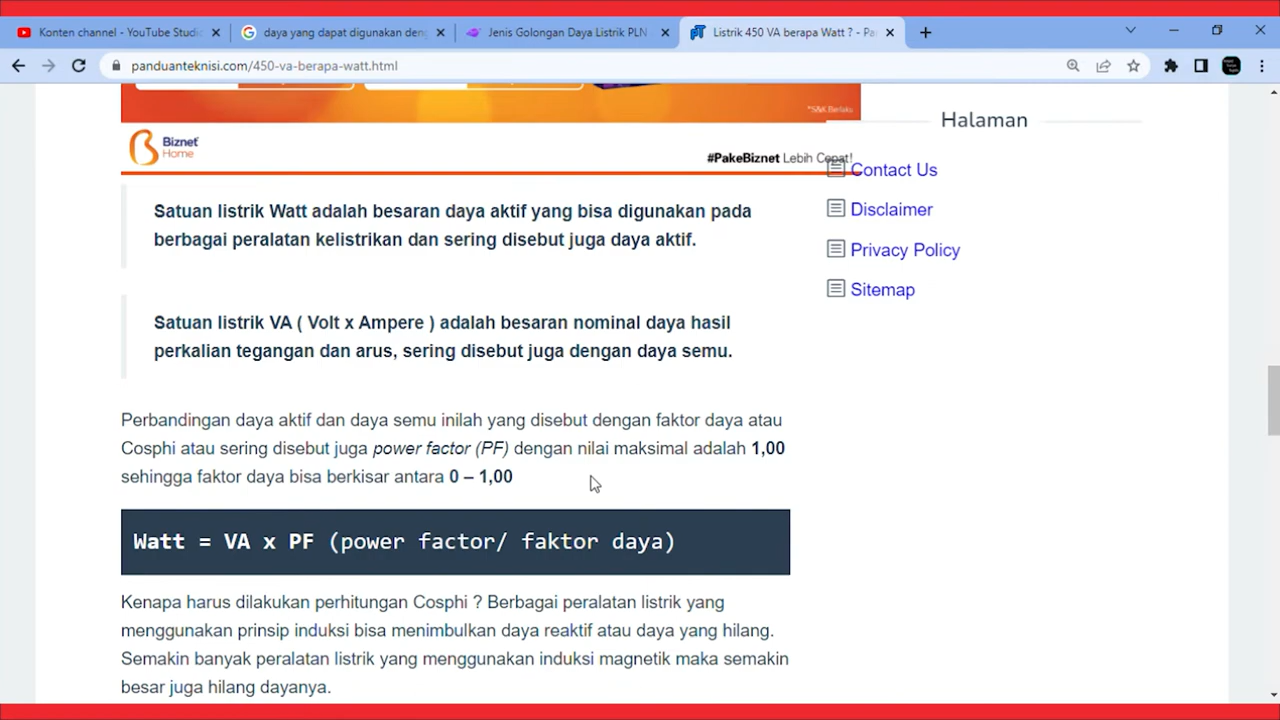 Konten channel - YouTube Studio
daya yang dapat digunakan deng
Jenis Golongan Daya Listrik PLN
Listrik 450 VA berapa Watt ? - Pa
panduanteknisi.com/450-va-berapa-watt.html
*S&K Berlaku
Biznet
Home
#PakeBiznet Lebih Cepat!
Satuan listrik Watt adalah besaran daya aktif yang bisa digunakan pada
berbagai peralatan kelistrikan dan sering disebut juga daya aktif.
Satuan listrik VA ( Volt x Ampere ) adalah besaran nominal daya hasil
perkalian tegangan dan arus, sering disebut juga dengan daya semu.
Perbandingan daya aktif dan daya semu inilah yang disebut dengan faktor daya atau
Cosphi atau sering disebut juga power factor (PF) dengan nilai maksimal adalah 1,00
sehingga faktor daya bisa berkisar antara 0 – 1,00
Watt = VA x PF (power factor/ faktor daya)
Kenapa harus dilakukan perhitungan Cosphi ? Berbagai peralatan listrik yang
menggunakan prinsip induksi bisa menimbulkan daya reaktif atau daya yang hilang.
Semakin banyak peralatan listrik yang menggunakan induksi magnetik maka semakin
besar juga hilang dayanya.
Halaman
Contact Us
Disclaimer
Privacy Policy
Sitemap